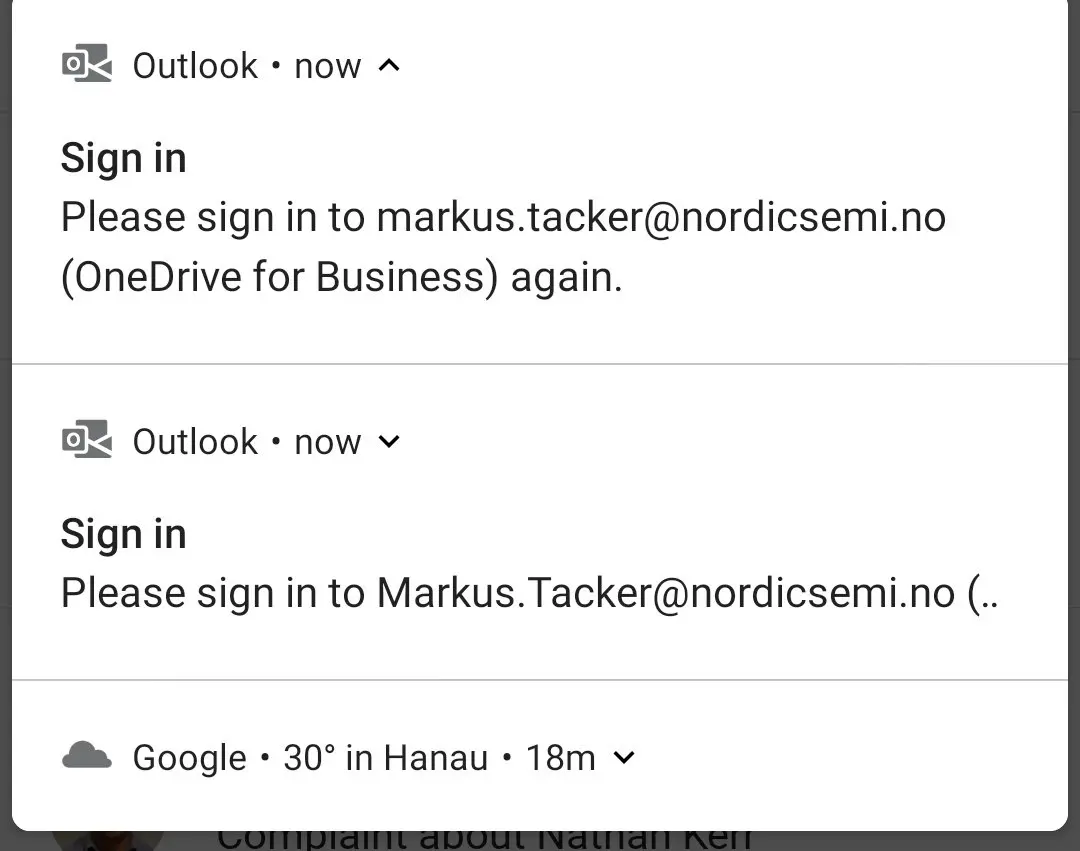 Outlook • now
Sign in
Please sign in to markus.tacker@nordicsemi.no
(OneDrive for Business) again.
Outlook • now
Sign in
Please sign in to Markus.Tacker@nordicsemi.no (..
Google • 30° in Hanau • 18m
Complaint about Nathan Kerr